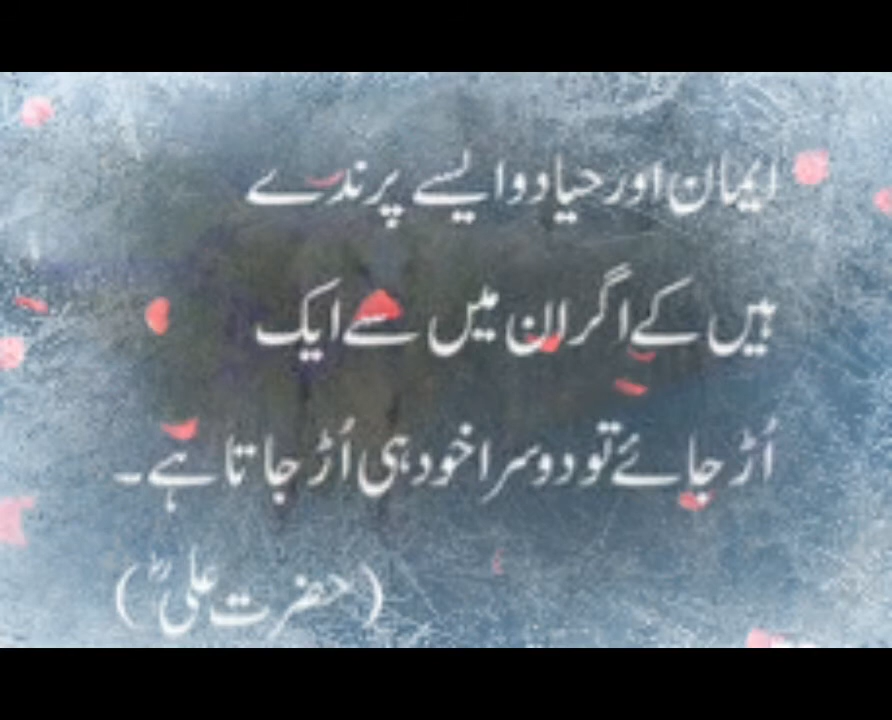 ایمان اور حیا دو ایسے پرندے
ہیں کے اگر ان میں سے ایک
اُڑ جائے تو دوسرا خود ہی اُڑ جاتا ہے۔
(حضرت علیؓ)